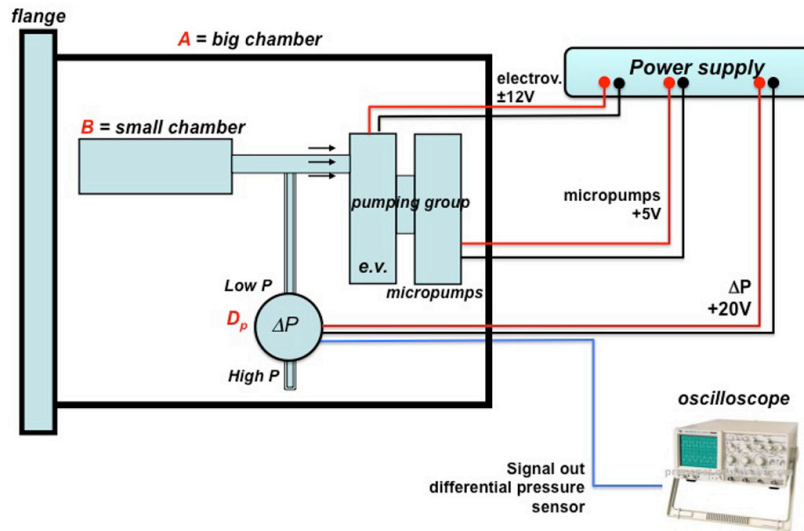 flange
A = big chamber
electrov.
±12V
Power supply
B = small chamber
pumping group
micropumps
+5V
e.v.
micropumps
Low P
ΔP
+20V
Dp
ΔP
High P
oscilloscope
Signal out
differential pressure
sensor